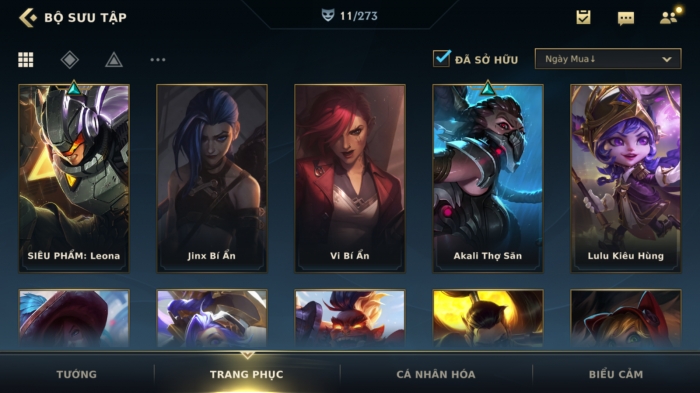 BỘ SƯU TẬP
11/273
ĐÃ SỞ HỮU
Ngày Mua↓
SIÊU PHẨM: Leona
Jinx Bí Ẩn
Vi Bí Ẩn
Akali Thợ Săn
Lulu Kiêu Hùng
TƯỚNG
TRANG PHỤC
CÁ NHÂN HÓA
BIỂU CẢM